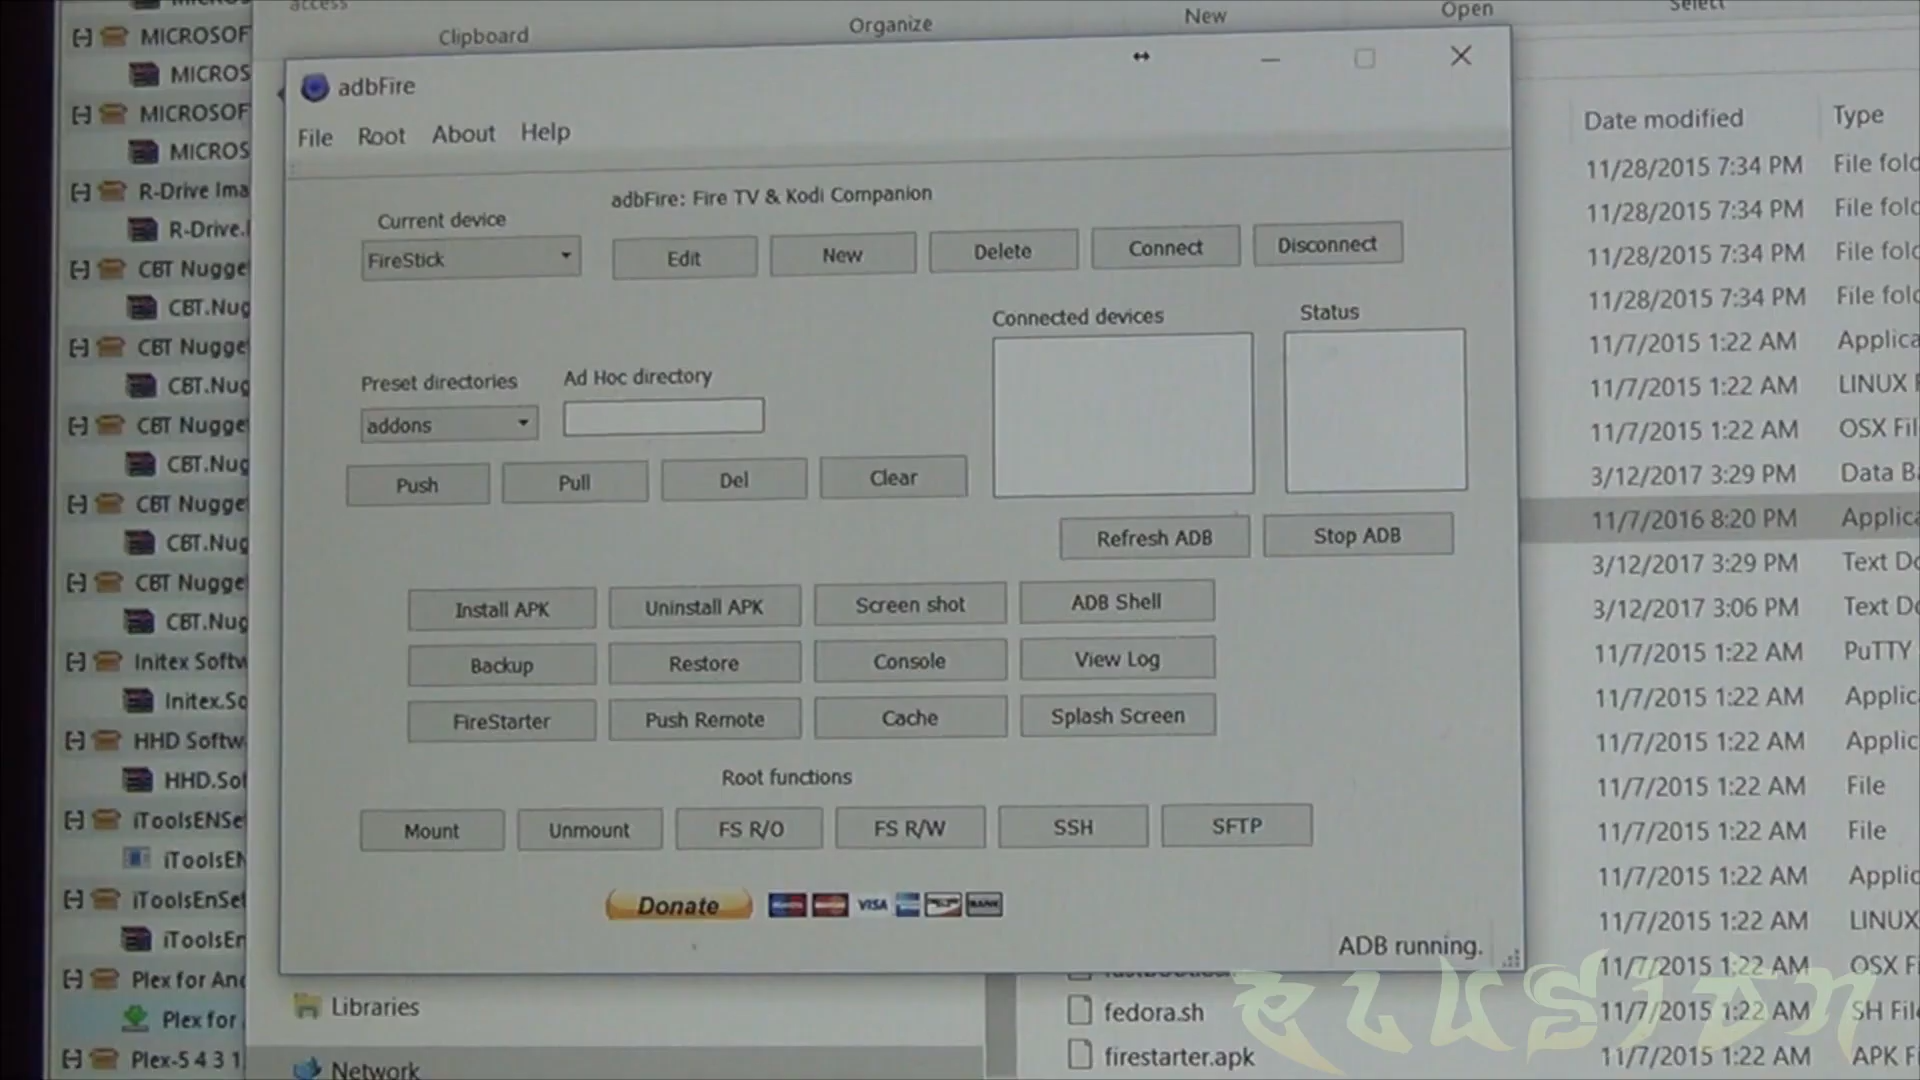 access
Clipboard
Organize
New
Open
Select
adbFire
File Root About Help
adbFire: Fire TV & Kodi Companion
Current device
FireStick
Edit
New
Delete
Connect
Disconnect
Connected devices
Status
Preset directories
Ad Hoc directory
addons
Push
Pull
Del
Clear
Refresh ADB
Stop ADB
Install APK
Uninstall APK
Screen shot
ADB Shell
Backup
Restore
Console
View Log
FireStarter
Push Remote
Cache
Splash Screen
Root functions
Mount
Unmount
FS R/O
FS R/W
SSH
SFTP
Donate
VISA
BANK
ADB running.
[-] MICROSOF
MICROS
[-] MICROSOF
MICROS
[-] R-Drive Ima
R-Drive.
[-] CBT Nugge
CBT.Nug
[-] CBT Nugge
CBT.Nug
[-] CBT Nugge
CBT.Nug
[-] CBT Nugge
CBT.Nug
[-] CBT Nugge
CBT.Nug
[-] Initex Softw
Initex.So
[-] HHD Softw
HHD.Sof
[-] iToolsENSe
iToolsEN
[-] iToolsEnSet
iToolsEn
[-] Plex for And
Plex for
[-] Plex-5 4 3 1
Libraries
Network
fedora.sh
firestarter.apk
Date modified Type
11/28/2015 7:34 PM File fold
11/28/2015 7:34 PM File fold
11/28/2015 7:34 PM File fold
11/28/2015 7:34 PM File fold
11/7/2015 1:22 AM Applica
11/7/2015 1:22 AM LINUX F
11/7/2015 1:22 AM OSX Fil
3/12/2017 3:29 PM Data Ba
11/7/2016 8:20 PM Applica
3/12/2017 3:29 PM Text Do
3/12/2017 3:06 PM Text Do
11/7/2015 1:22 AM PuTTY
11/7/2015 1:22 AM Applica
11/7/2015 1:22 AM Applic
11/7/2015 1:22 AM File
11/7/2015 1:22 AM File
11/7/2015 1:22 AM Applic
11/7/2015 1:22 AM LINUX
11/7/2015 1:22 AM OSX Fi
11/7/2015 1:22 AM SH File
11/7/2015 1:22 AM APK F
elusion